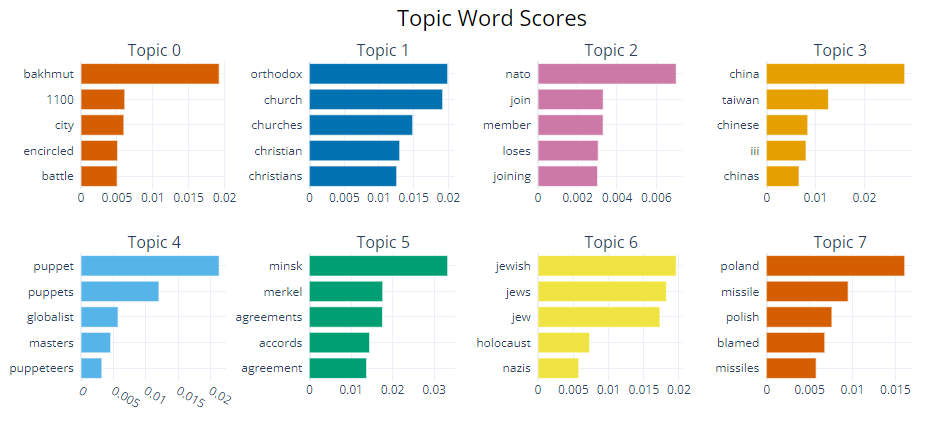 Topic Word Scores
Topic 0 Topic 1 Topic 2 Topic 3
bakhmut orthodox nato china
1100 church join taiwan
city churches member chinese
encircled christian loses iii
battle christians joining chinas
0 0.005 0.01 0.015 0.02 0 0.005 0.01 0.015 0.02 0 0.002 0.004 0.006 0 0.01 0.02
Topic 4 Topic 5 Topic 6 Topic 7
puppet minsk jewish poland
puppets merkel jews missile
globalist agreements jew polish
masters accords holocaust blamed
puppeteers agreement nazis missiles
0 0.005 0.01 0.015 0.02 0 0.01 0.02 0.03 0 0.005 0.01 0.015 0.02 0 0.005 0.01 0.015